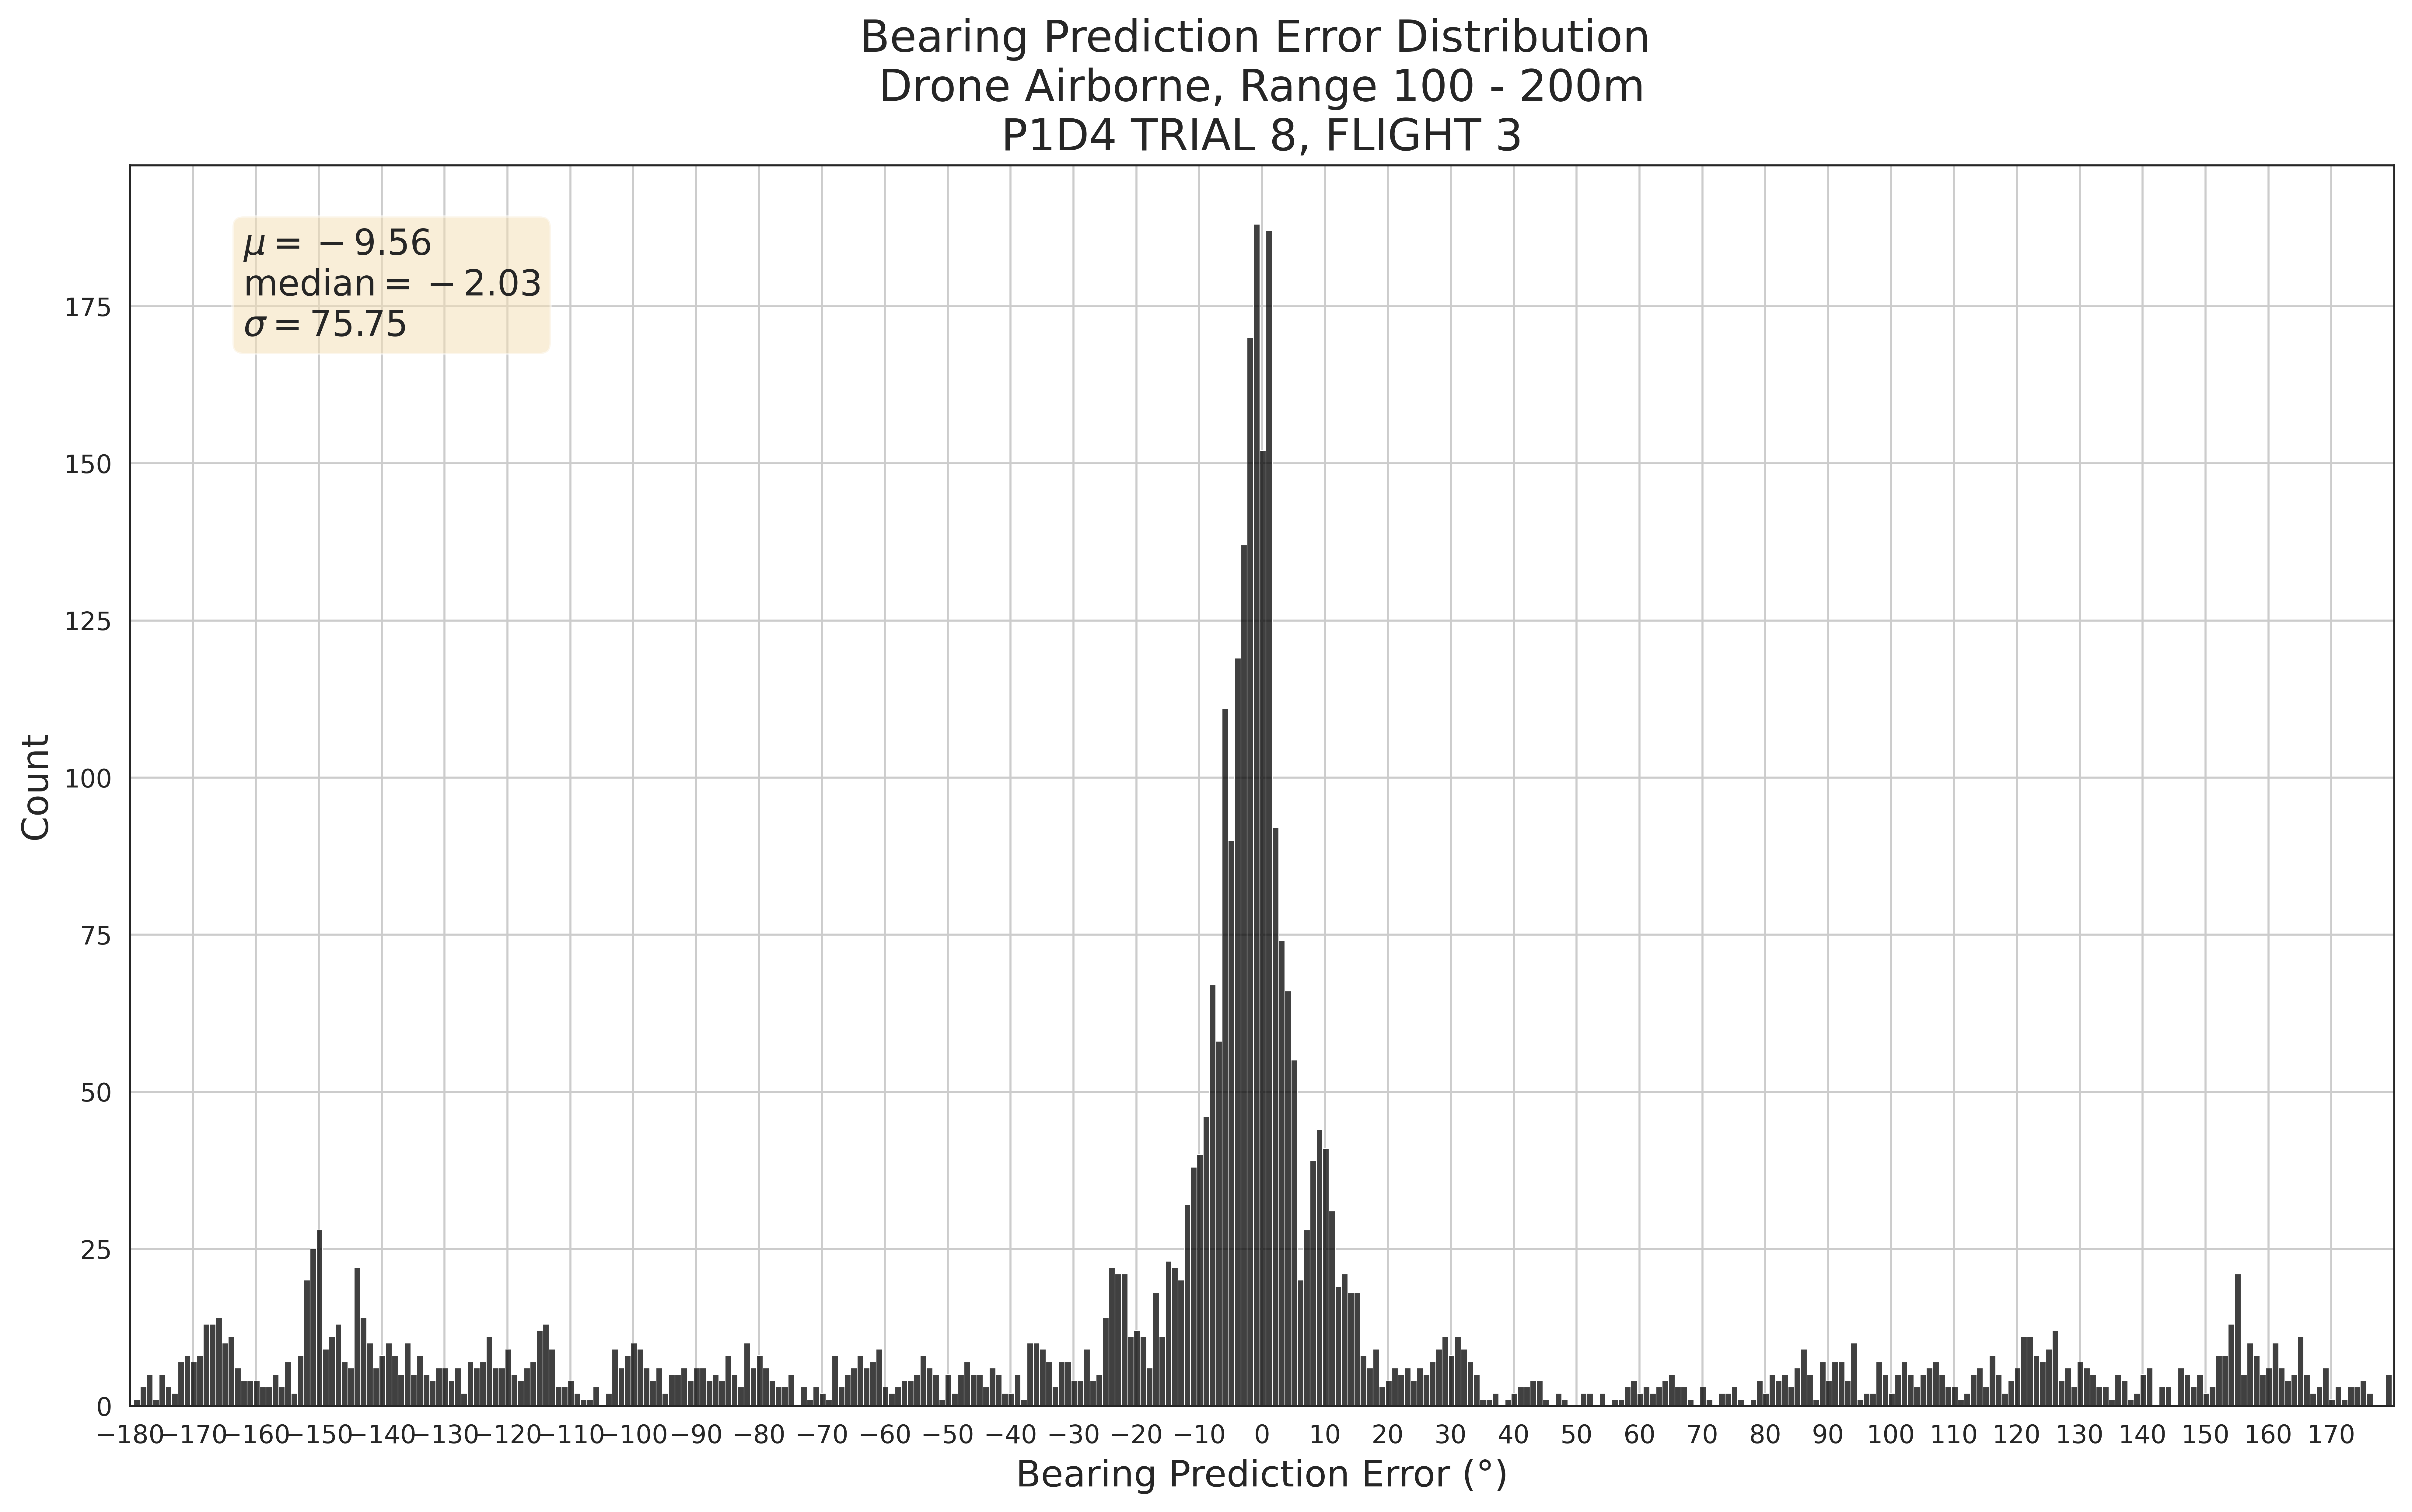 Bearing Prediction Error Distribution
Drone Airborne, Range 100 - 200m
P1D4 TRIAL 8, FLIGHT 3
μ = −9.56
median = −2.03
σ = 75.75
175
150
125
100
75
50
25
0
Count
−180 −170 −160 −150 −140 −130 −120 −110 −100 −90 −80 −70 −60 −50 −40 −30 −20 −10 0 10 20 30 40 50 60 70 80 90 100 110 120 130 140 150 160 170
Bearing Prediction Error (°)